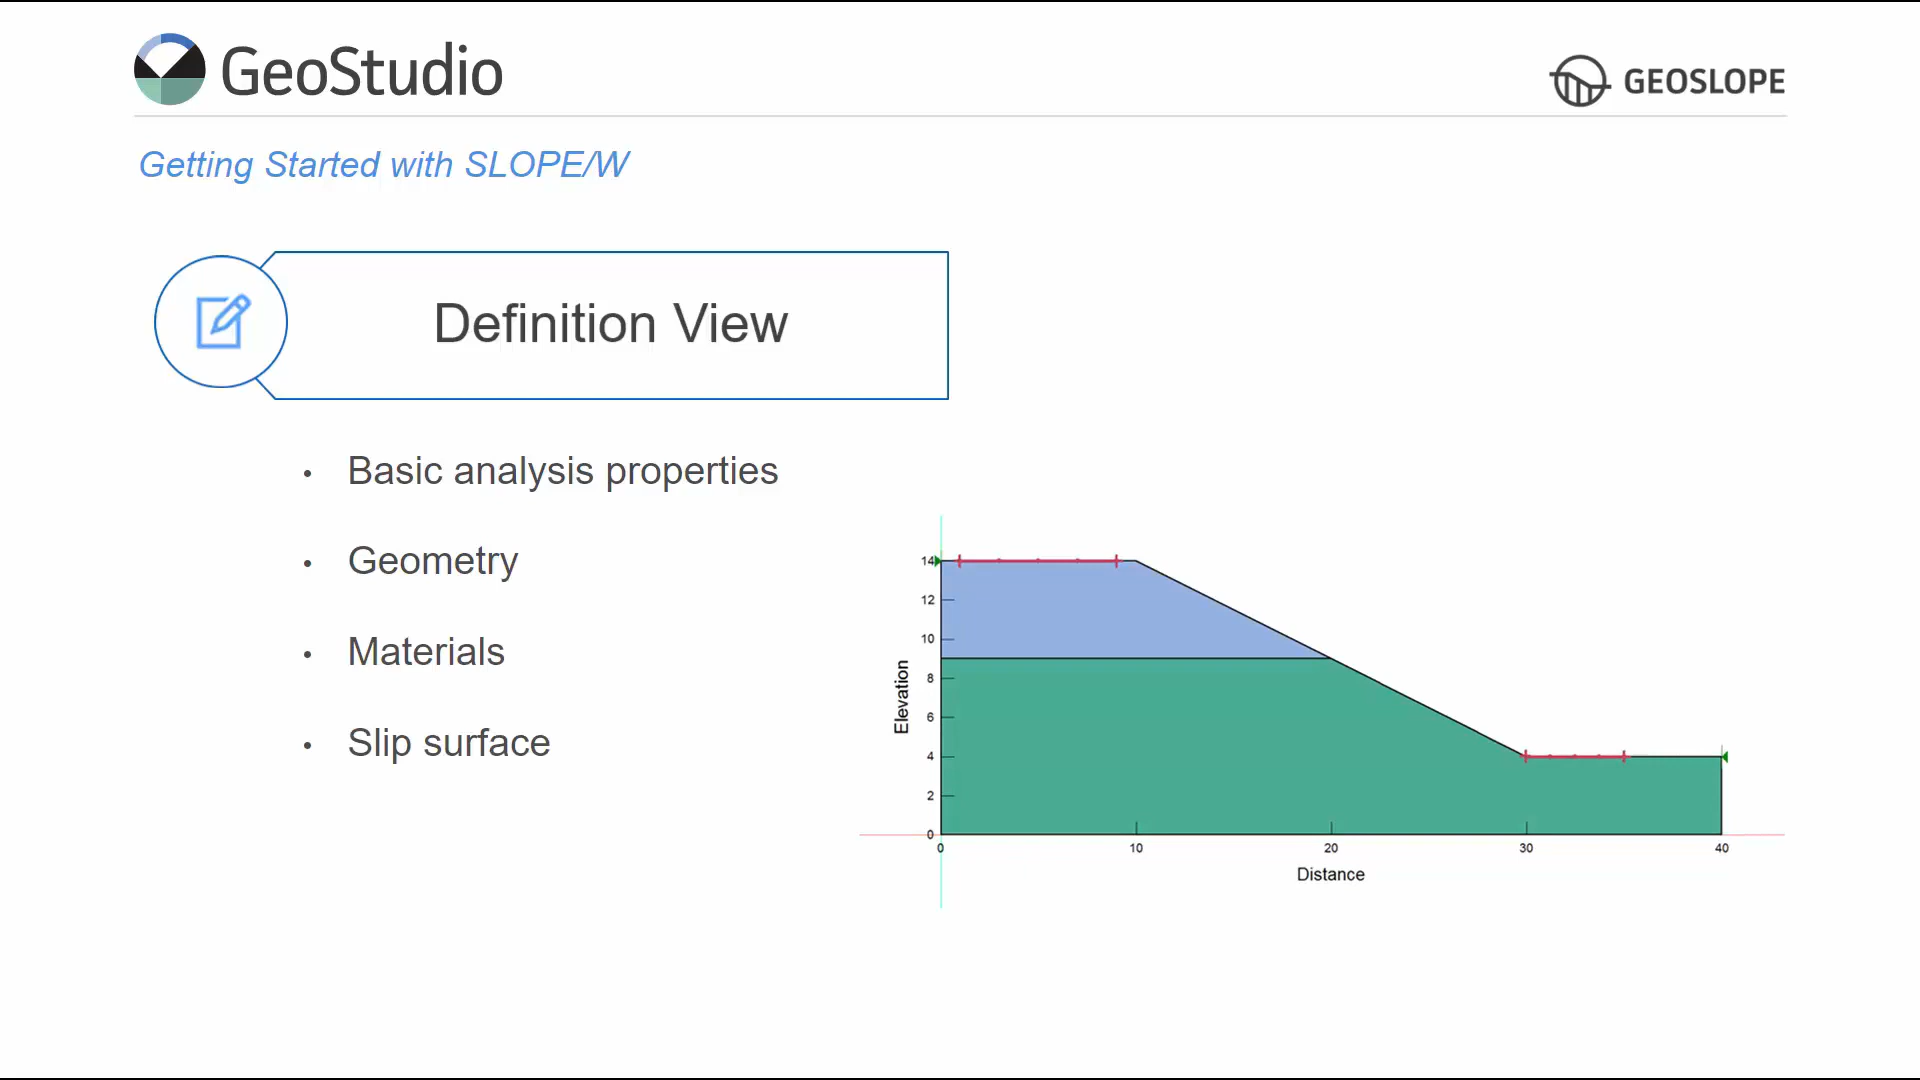 GeoStudio
GEOSLOPE
Getting Started with SLOPE/W
Definition View
• Basic analysis properties
• Geometry
• Materials
• Slip surface
14
12
10
8
6
4
2
0
Elevation
0 10 20 30 40
Distance